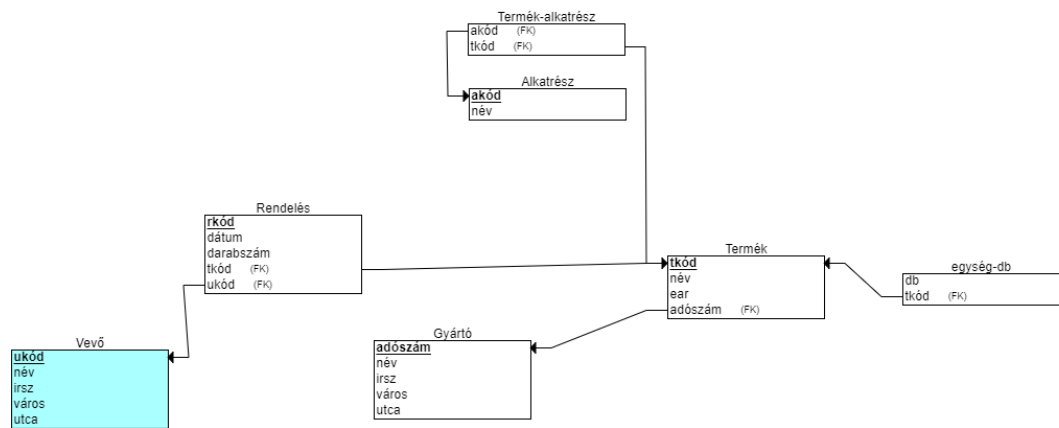 Termék-alkatrész
akód (FK)
tkód (FK)
Alkatrész
akód
név
Rendelés
rkód
dátum
darabszám
tkód (FK)
ukód (FK)
Termék
tkód
név
ear
adószám (FK)
egység-db
db
tkód (FK)
Vevő
ukód
név
irsz
város
utca
Gyártó
adószám
név
irsz
város
utca